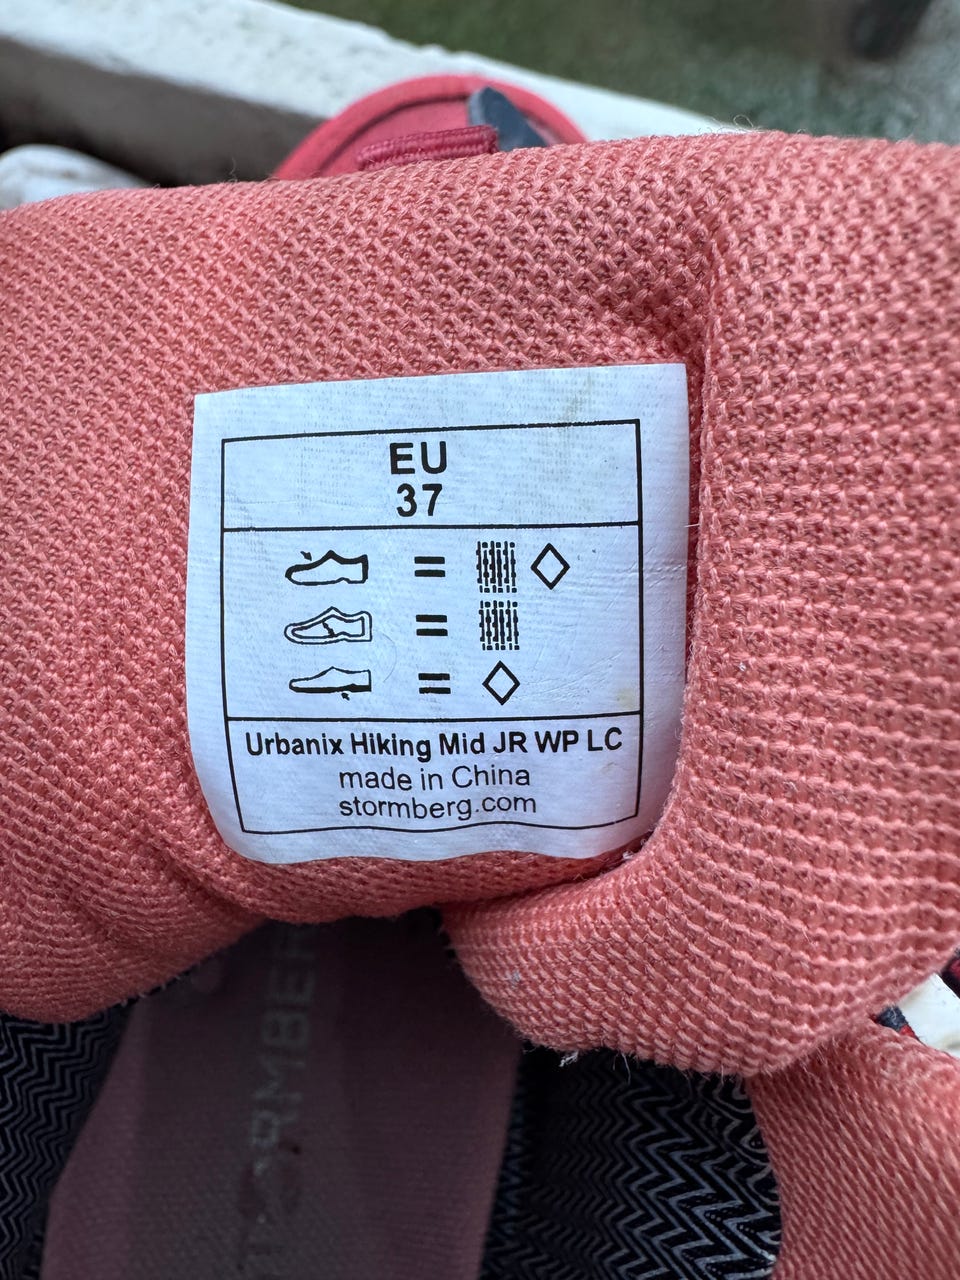 EU
37
=
=
=
Urbanix Hiking Mid JR WP LC
made in China
stormberg.com